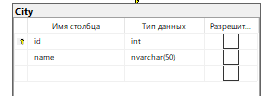 City
Имя столбца Тип данных Разрешит...
id int
name nvarchar(50)